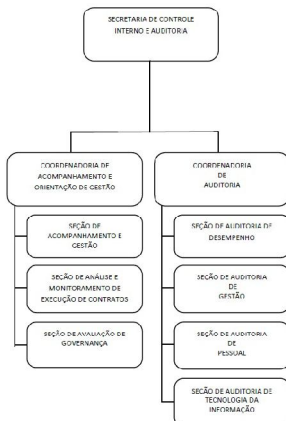 SECRETARIA DE CONTROLE
INTERNO E AUDITORIA
COORDENADORIA DE
ACOMPANHAMENTO E
ORIENTAÇÃO DE GESTÃO
SEÇÃO DE
ACOMPANHAMENTO E
GESTÃO
SEÇÃO DE ANÁLISE E
MONITORAMENTO DE
EXECUÇÃO DE CONTRATOS
SEÇÃO DE AVALIAÇÃO DE
GOVERNANÇA
COORDENADORIA
DE
AUDITORIA
SEÇÃO DE AUDITORIA DE
DESEMPENHO
SEÇÃO DE AUDITORIA
DE
GESTÃO
SEÇÃO DE AUDITORIA
DE
PESSOAL
SEÇÃO DE AUDITORIA DE
TECNOLOGIA DA
INFORMAÇÃO